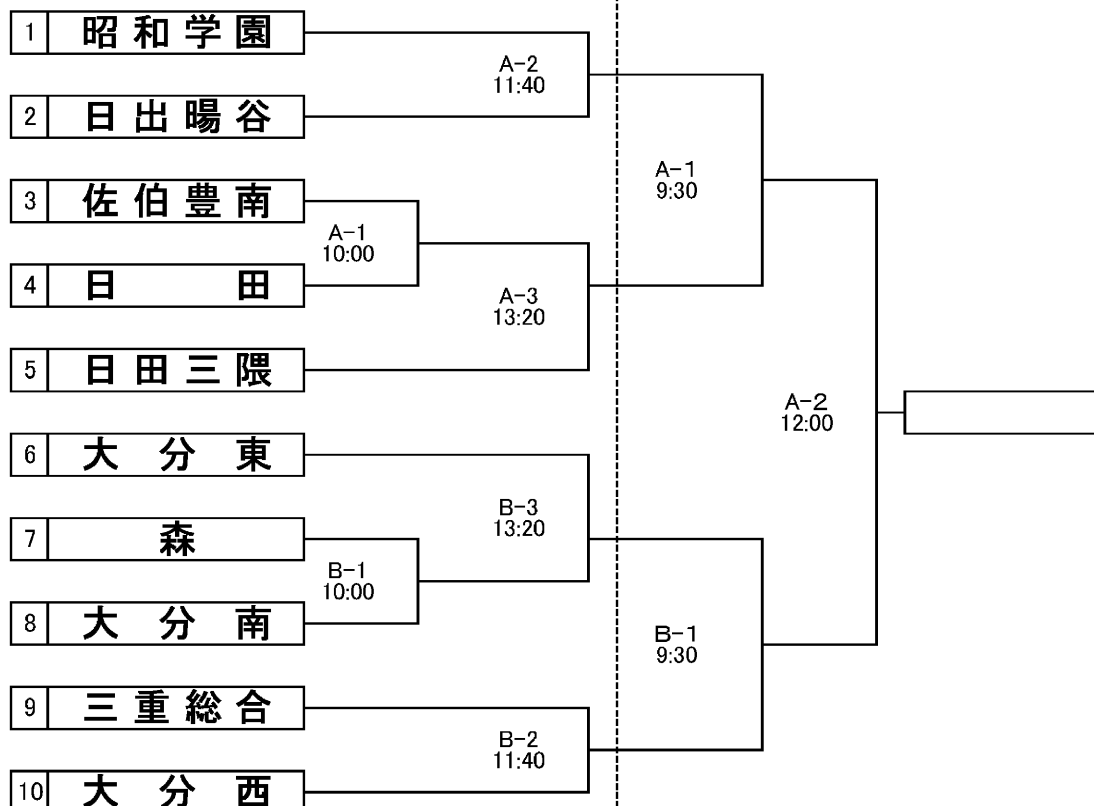 1 昭和学園
A-2
11:40
2 日出暘谷
A-1
9:30
3 佐伯豊南
A-1
10:00
4 日田
A-3
13:20
5 日田三隈
A-2
12:00
6 大分東
B-3
13:20
7 森
B-1
10:00
8 大分南
B-1
9:30
9 三重総合
B-2
11:40
10 大分西